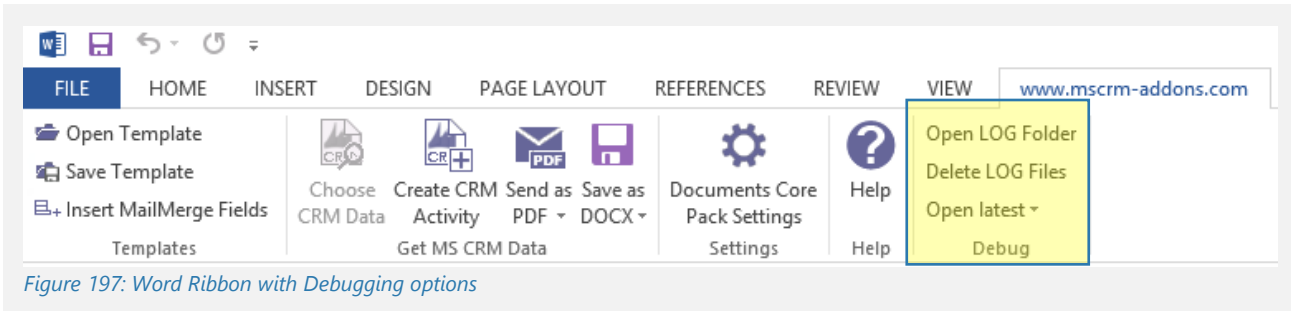 FILE HOME INSERT DESIGN PAGE LAYOUT REFERENCES REVIEW VIEW www.mscrm-addons.com
Open Template
Save Template
Insert MailMerge Fields
Templates
Choose
CRM Data
Create CRM
Activity
PDF
Send as
PDF
Save as
DOCX
Get MS CRM Data
Documents Core
Pack Settings
Settings
?
Help
Help
Open LOG Folder
Delete LOG Files
Open latest
Debug
Figure 197: Word Ribbon with Debugging options